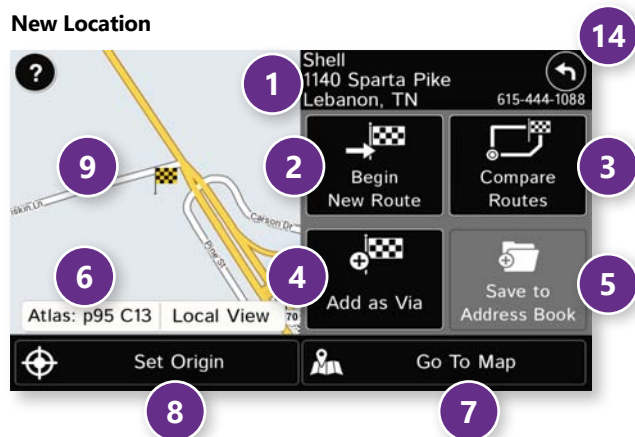 New Location
14
?
Shell
1140 Sparta Pike
Lebanon, TN 615-444-1088
1
9
2
Begin
New Route
Compare
Routes
3
Carson Dr
Pine St
6
4
Add as Via
Save to
Address Book
5
Atlas: p95 C13 Local View
70
Set Origin
Go To Map
8
7